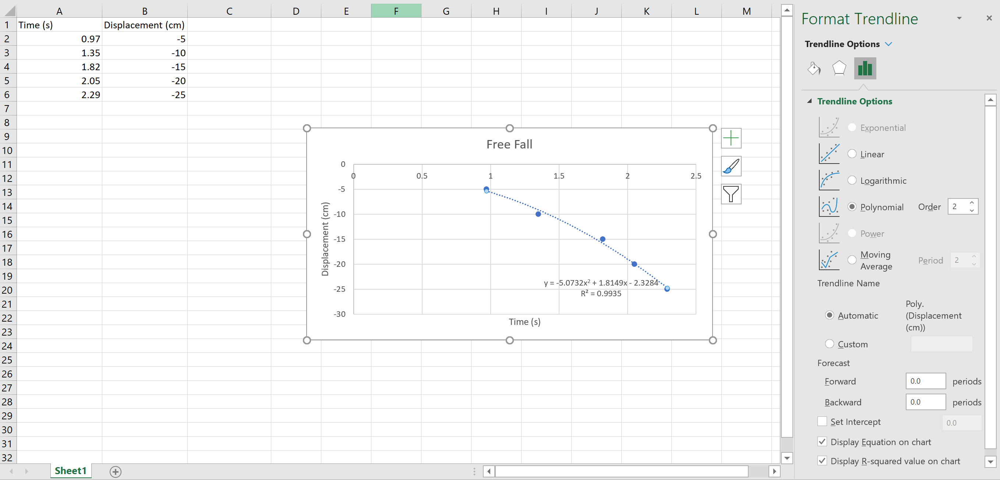 A B C D E F G H I J K L M
1 Time (s) Displacement (cm)
2 0.97 -5
3 1.35 -10
4 1.82 -15
5 2.05 -20
6 2.29 -25
7
8
9
10
11
12
13
14
15
16
17
18
19
20
21
22
23
24
25
26
27
28
29
30
31
32
Free Fall
0
0 0.5 1 1.5 2 2.5
-5
-10
-15
-20
-25
-30
Displacement (cm)
y = -5.0732x² + 1.8149x - 2.3284
R² = 0.9935
Time (s)
Sheet1
Format Trendline
Trendline Options
Trendline Options
Exponential
Linear
Logarithmic
Polynomial Order 2
Power
Moving
Average
Period 2
Trendline Name
Automatic
Poly.
(Displacement
(cm))
Custom
Forecast
Forward 0.0 periods
Backward 0.0 periods
Set Intercept 0.0
Display Equation on chart
Display R-squared value on chart